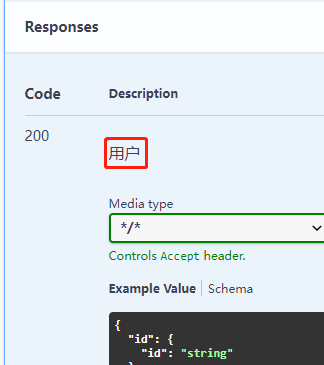 Responses
Code Description
200 用户
Media type
*/*
Controls Accept header.
Example Value Schema
{
"id": {
"id": "string"